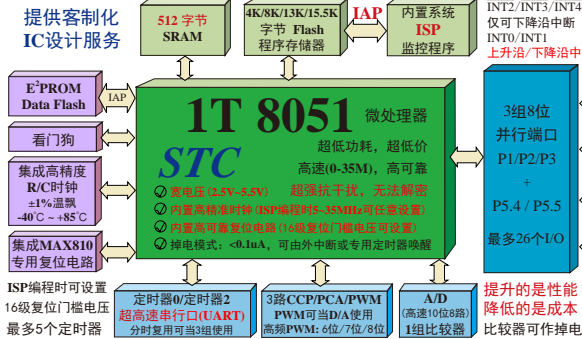 提供客制化
IC设计服务
512 字节
SRAM
4K/8K/13K/15.5K
字节 Flash
程序存储器
IAP
内置系统
ISP
监控程序
INT2/INT3/INT4
仅可下降沿中断
INT0/INT1
上升沿/下降沿中
E²PROM
Data Flash
IAP
看门狗
集成高精度
R/C时钟
±1%温飘
-40℃～+85℃
集成MAX810
专用复位电路
1T 8051 微处理器
超低功耗，超低价
STC 高速(0-35M)，高可靠
宽电压(2.5V~5.5V) 超强抗干扰，无法解密
内置高精准时钟(ISP编程时5~35MHz可任意设置)
内置高可靠复位电路(16级复位门槛电压可设置)
掉电模式：<0.1uA，可由外中断或专用定时器唤醒
3组8位
并行端口
P1/P2/P3
+
P5.4 / P5.5
最多26个I/O
ISP编程时可设置
16级复位门槛电压
最多5个定时器
定时器0/定时器2
超高速串行口(UART)
分时复用可当3组使用
3路CCP/PCA/PWM
PWM可当D/A使用
高频PWM: 6位/7位/8位
A/D
(高速10位8路)
1组比较器
提升的是性能
降低的是成本
比较器可作掉电